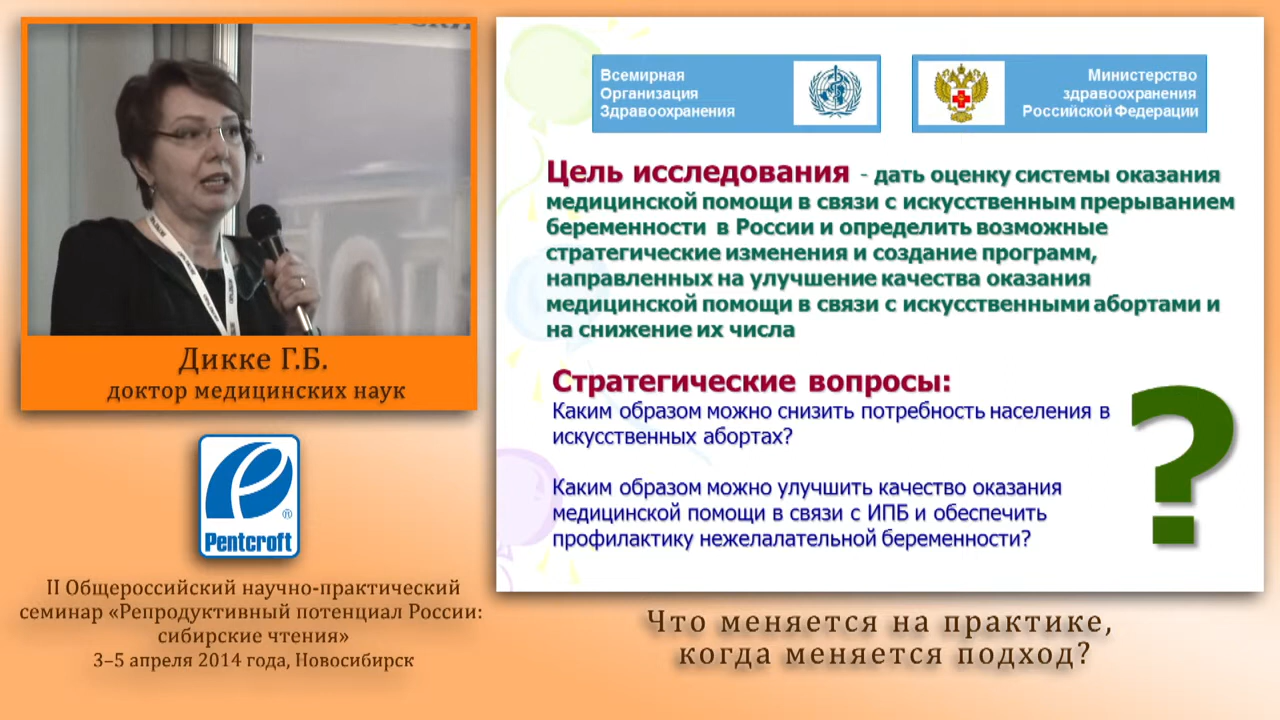 Дикке Г.Б.
доктор медицинских наук
Pentcroft
®
II Общероссийский научно-практический
семинар «Репродуктивный потенциал России:
сибирские чтения»
3–5 апреля 2014 года, Новосибирск
Всемирная
Организация
Здравоохранения
Министерство
здравоохранения
Российской Федерации
Цель исследования - дать оценку системы оказания
медицинской помощи в связи с искусственным прерыванием
беременности в России и определить возможные
стратегические изменения и создание программ,
направленных на улучшение качества оказания
медицинской помощи в связи с искусственными абортами и
на снижение их числа
Стратегические вопросы:
Каким образом можно снизить потребность населения в
искусственных абортах?
Каким образом можно улучшить качество оказания
медицинской помощи в связи с ИПБ и обеспечить
профилактику нежелалательной беременности?
?
Что меняется на практике,
когда меняется подход?